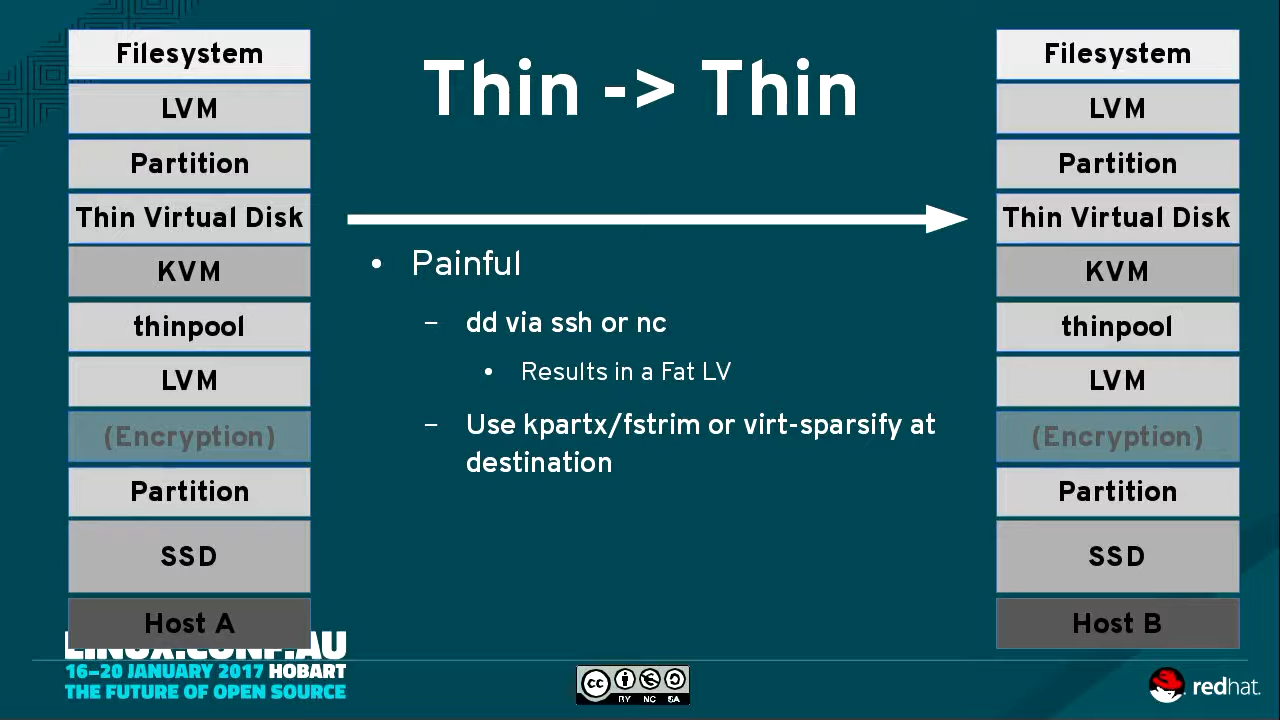 Thin -> Thin
Filesystem
LVM
Partition
Thin Virtual Disk
KVM
thinpool
LVM
(Encryption)
Partition
SSD
Host A
• Painful
– dd via ssh or nc
• Results in a Fat LV
– Use kpartx/fstrim or virt-sparsify at
destination
Filesystem
LVM
Partition
Thin Virtual Disk
KVM
thinpool
LVM
(Encryption)
Partition
SSD
Host B
LINUX.CONF.AU
16–20 JANUARY 2017 HOBART
THE FUTURE OF OPEN SOURCE
cc
BY NC SA
redhat.